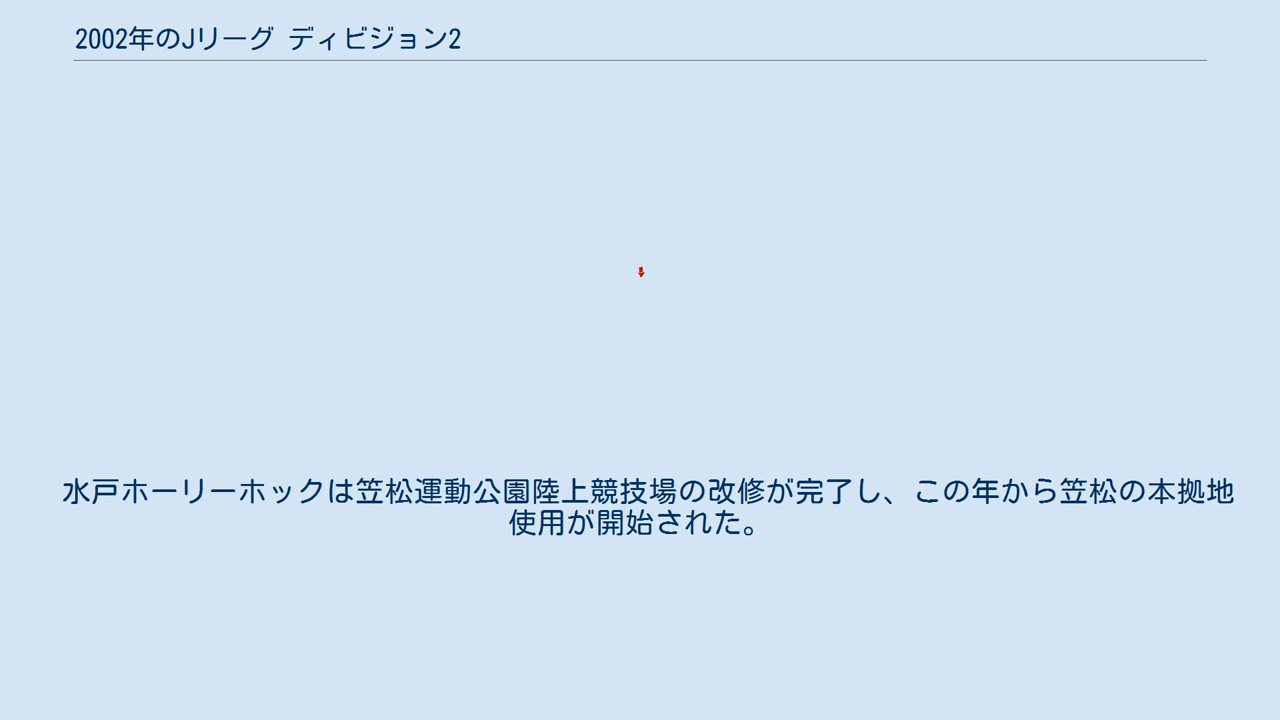 2002年のJリーグ ディビジョン2
水戸ホーリーホックは笠松運動公園陸上競技場の改修が完了し、この年から笠松の本拠地
使用が開始された。